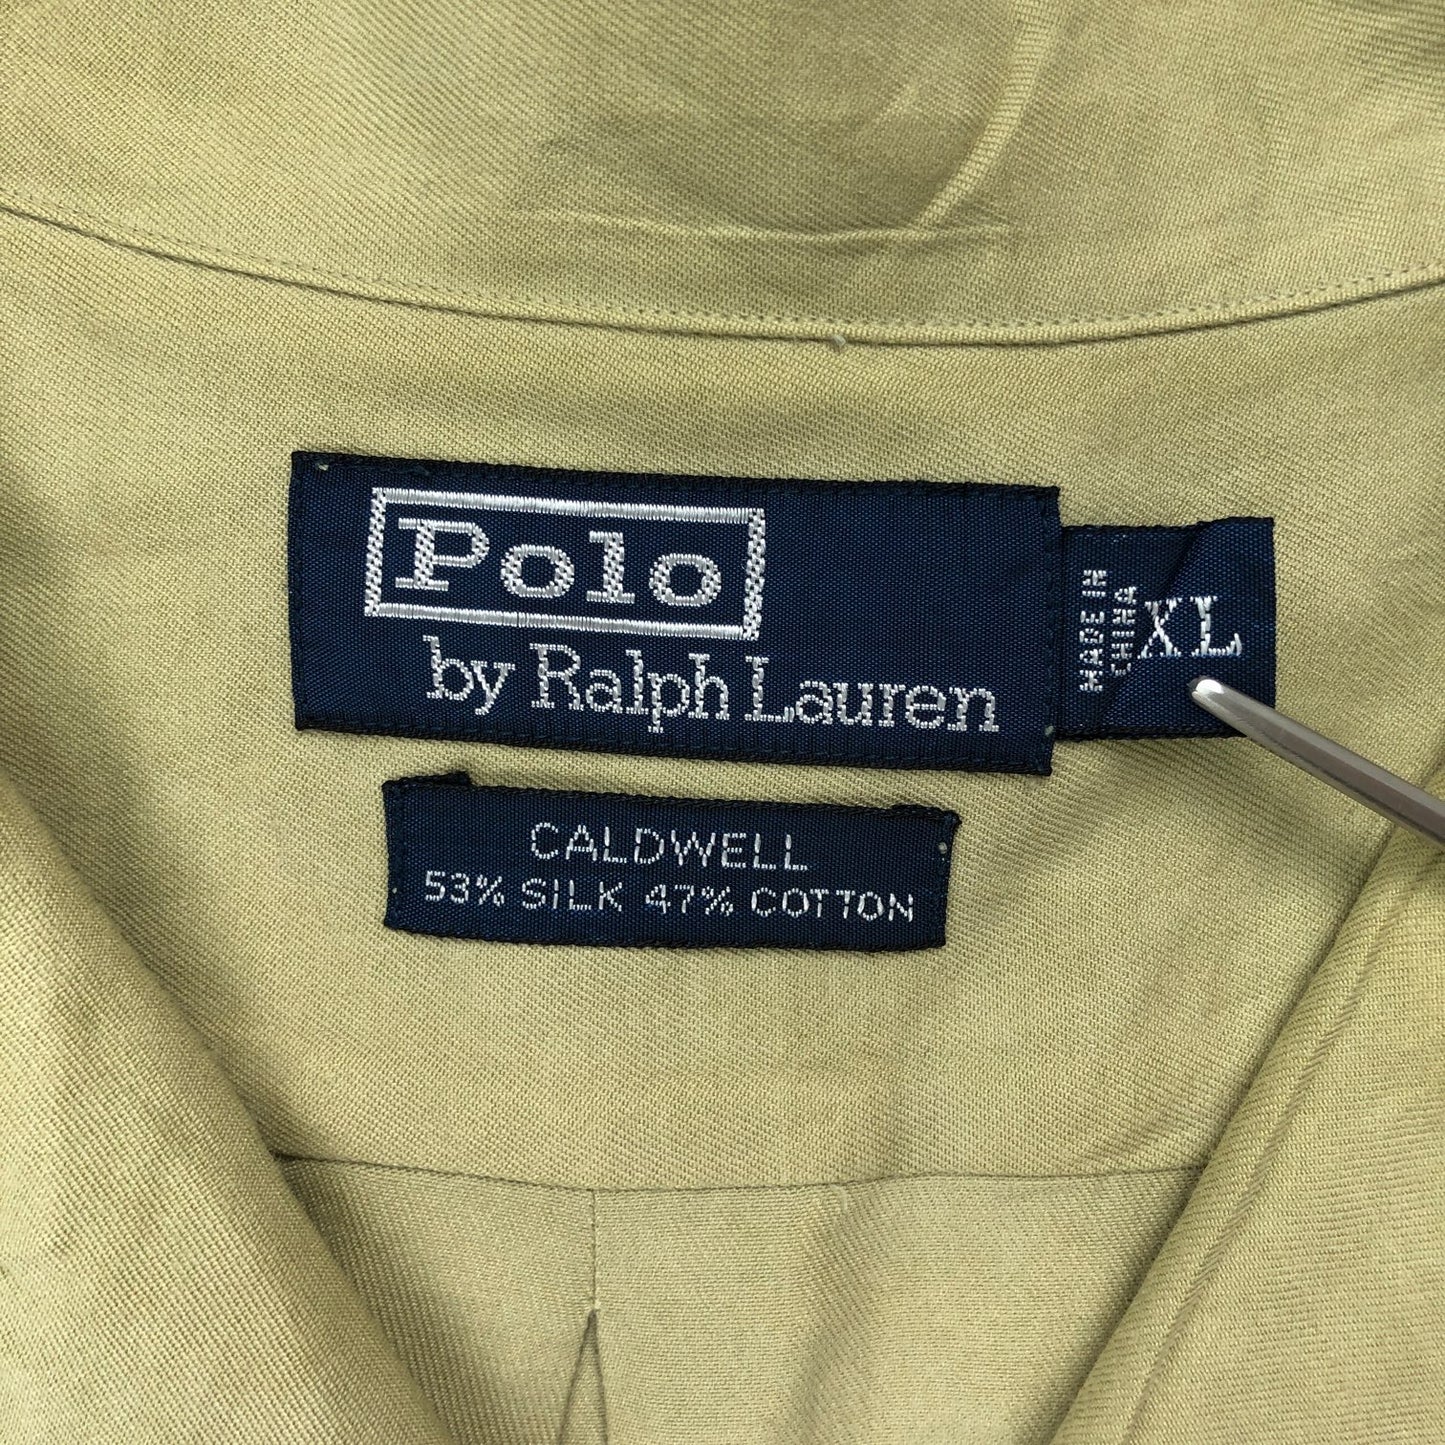 Polo
by Ralph Lauren
MADE IN
CHINA
XL
CALDWELL
53% SILK 47% COTTON